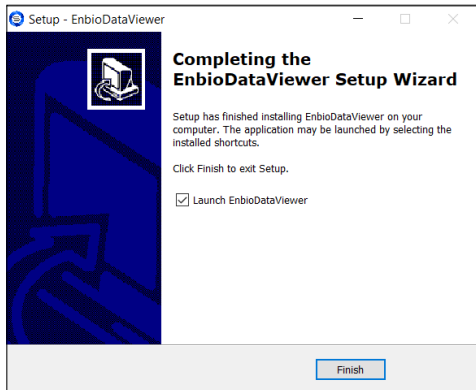 Setup - EnbioDataViewer
Completing the
EnbioDataViewer Setup Wizard
Setup has finished installing EnbioDataViewer on your
computer. The application may be launched by selecting the
installed shortcuts.
Click Finish to exit Setup.
Launch EnbioDataViewer
Finish